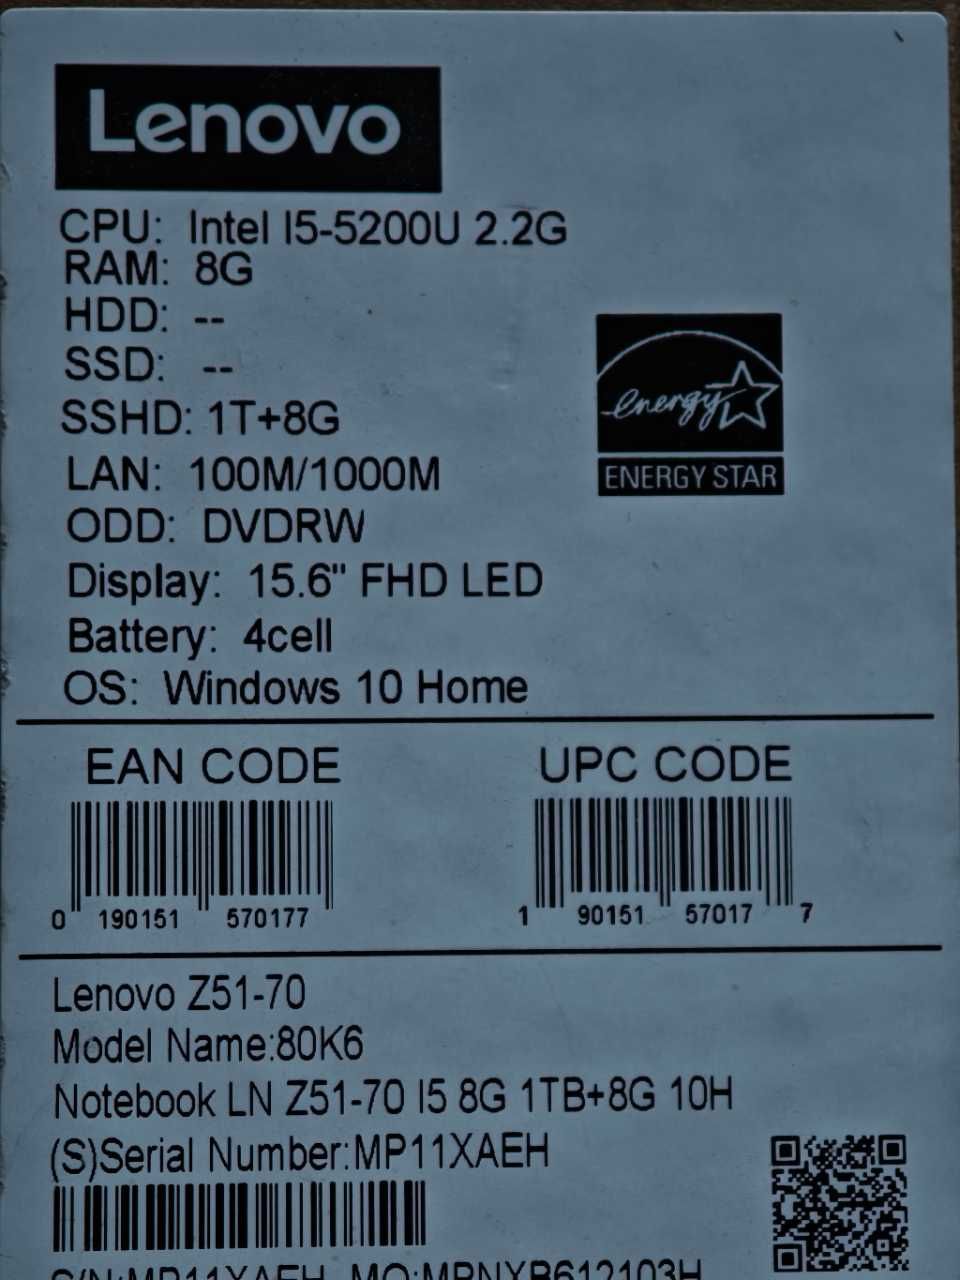 Lenovo
CPU: Intel I5-5200U 2.2G
RAM: 8G
HDD: --
SSD: --
SSHD: 1T+8G
LAN: 100M/1000M
ODD: DVDRW
Display: 15.6" FHD LED
Battery: 4cell
OS: Windows 10 Home
energy
ENERGY STAR
EAN CODE
0 190151 570177
UPC CODE
1 90151 57017 7
Lenovo Z51-70
Model Name:80K6
Notebook LN Z51-70 I5 8G 1TB+8G 10H
(S)Serial Number:MP11XAEH
S/N:MP11XAEH MO:MPNXB612103H